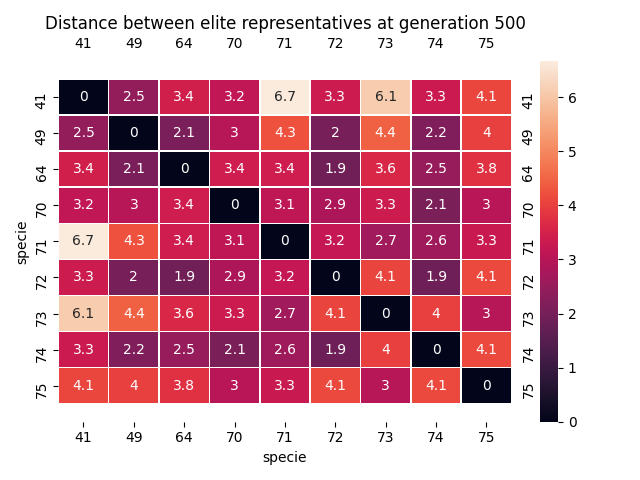 Distance between elite representatives at generation 500
41 49 64 70 71 72 73 74 75
41 0 2.5 3.4 3.2 6.7 3.3 6.1 3.3 4.1 41
49 2.5 0 2.1 3 4.3 2 4.4 2.2 4 49
64 3.4 2.1 0 3.4 3.4 1.9 3.6 2.5 3.8 64
70 3.2 3 3.4 0 3.1 2.9 3.3 2.1 3 70
71 6.7 4.3 3.4 3.1 0 3.2 2.7 2.6 3.3 71
72 3.3 2 1.9 2.9 3.2 0 4.1 1.9 4.1 72
73 6.1 4.4 3.6 3.3 2.7 4.1 0 4 3 73
74 3.3 2.2 2.5 2.1 2.6 1.9 4 0 4.1 74
75 4.1 4 3.8 3 3.3 4.1 3 4.1 0 75
41 49 64 70 71 72 73 74 75
specie
specie
6
5
4
3
2
1
0